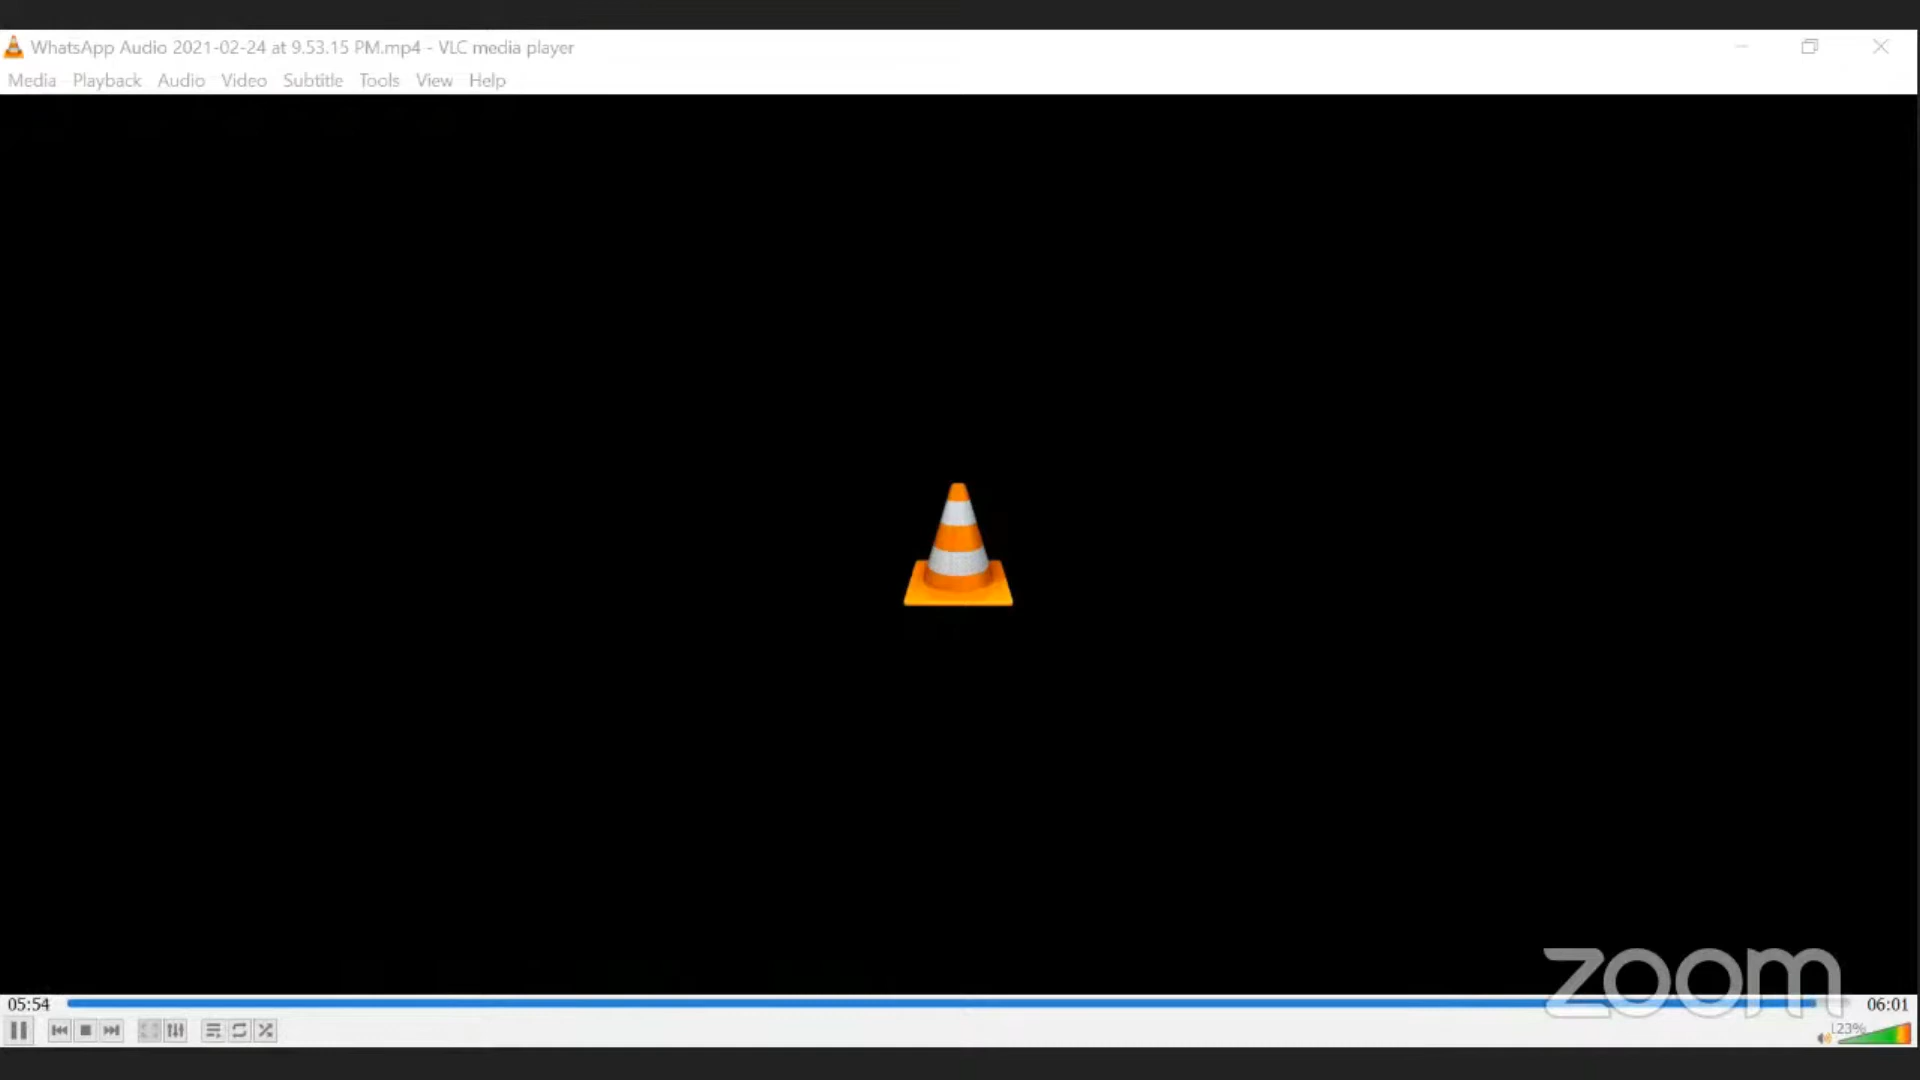 WhatsApp Audio 2021-02-24 at 9.53.15 PM.mp4 - VLC media player
Media Playback Audio Video Subtitle Tools View Help
zoom
05:54 06:01
123%